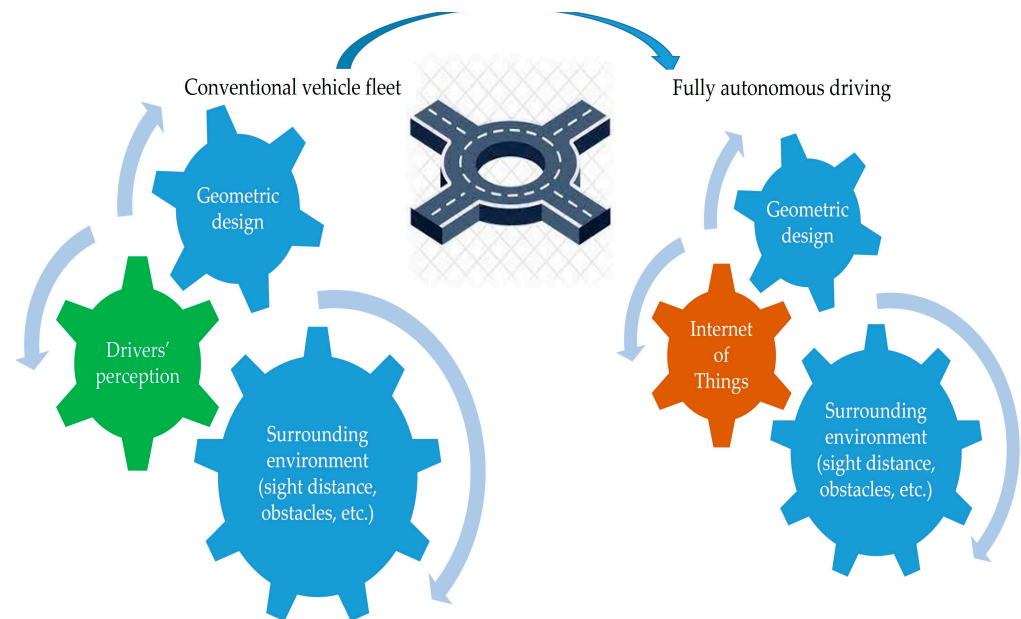 Conventional vehicle fleet
Fully autonomous driving
Geometric
design
Drivers’
perception
Surrounding
environment
(sight distance,
obstacles, etc.)
Geometric
design
Internet
of
Things
Surrounding
environment
(sight distance,
obstacles, etc.)